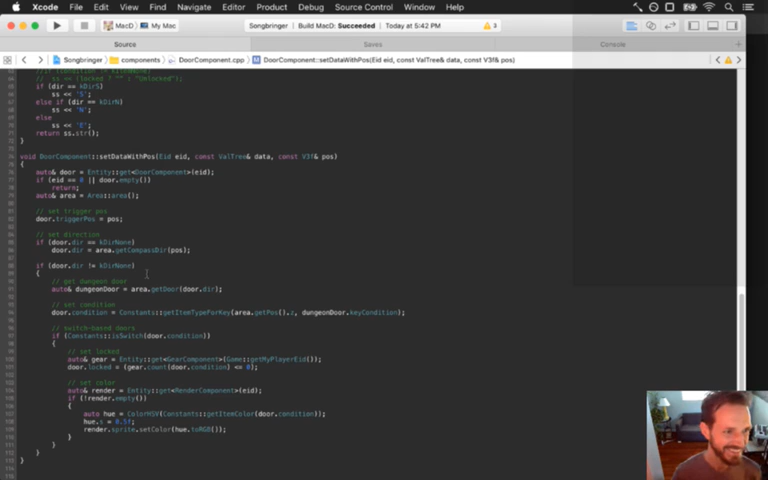 Xcode File Edit View Find Navigate Editor Product Debug Source Control Window Help
MacD My Mac Songbringer Build MacD: Succeeded Today at 5:42 PM 3
Source Saves Console
Songbringer components DoorComponent.cpp DoorComponent::setDataWithPos(Eid eid, const ValTree& data, const V3f& pos)
if (dir == kDirS)
ss << 'S';
else if (dir == kDirN)
ss << 'N';
else
ss << 'E';
return ss.str();
}
void DoorComponent::setDataWithPos(Eid eid, const ValTree& data, const V3f& pos)
{
auto& door = Entity::get<DoorComponent>(eid);
if (eid == 0 || door.empty())
return;
auto& area = Area::area();
// set trigger pos
door.triggerPos = pos;
// set direction
if (door.dir == kDirNone)
door.dir = area.getCompassDir(pos);
if (door.dir != kDirNone)
{
// get dungeon door
auto& dungeonDoor = area.getDoor(door.dir);
// set condition
door.condition = Constants::getItemTypeForKey(area.getPos().z, dungeonDoor.keyCondition);
// switch-based doors
if (Constants::isSwitch(door.condition))
{
// set locked
auto& gear = Entity::get<GearComponent>(Game::getMyPlayerEid());
door.locked = (gear.count(door.condition) <= 0);
// set color
auto& render = Entity::get<RenderComponent>(eid);
if (!render.empty())
{
auto hue = ColorHSV(Constants::getItemColor(door.condition));
hue.s = 0.5f;
render.sprite.setColor(hue.toRGB());
}
}
}
}